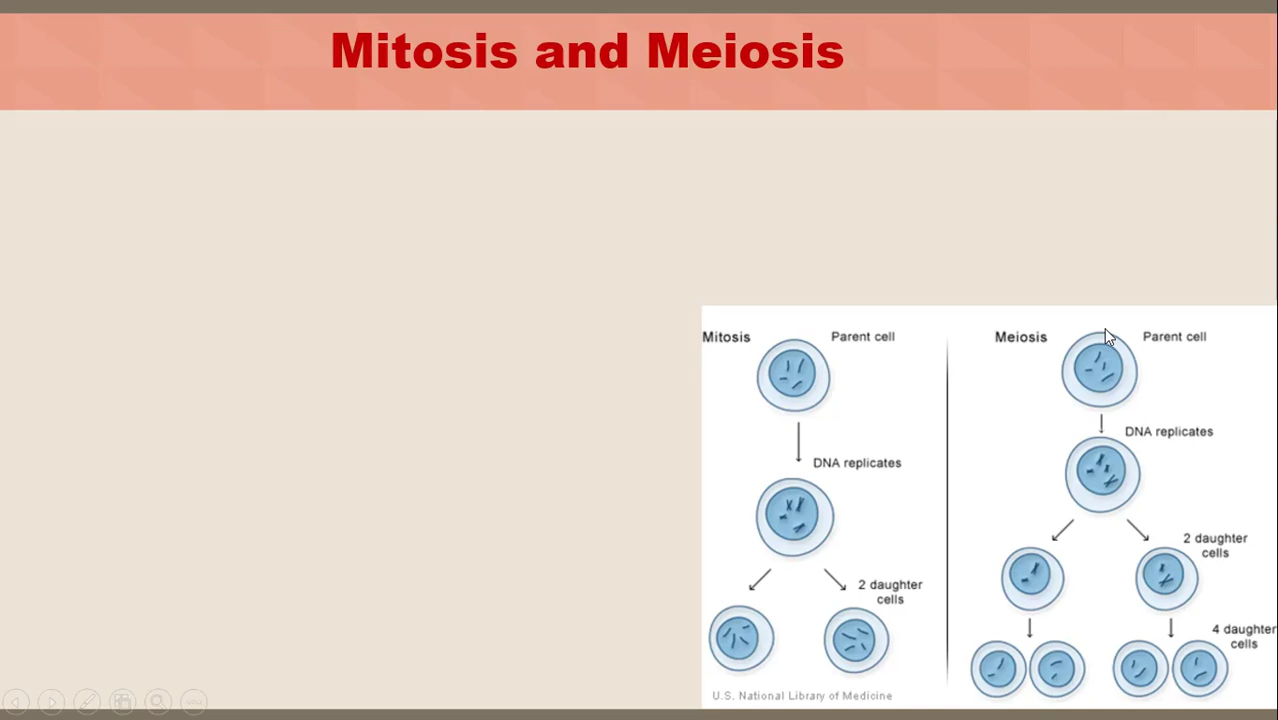 Mitosis and Meiosis
Mitosis
Parent cell
DNA replicates
2 daughter
cells
U.S. National Library of Medicine
Meiosis
Parent cell
DNA replicates
2 daughter
cells
4 daughter
cells